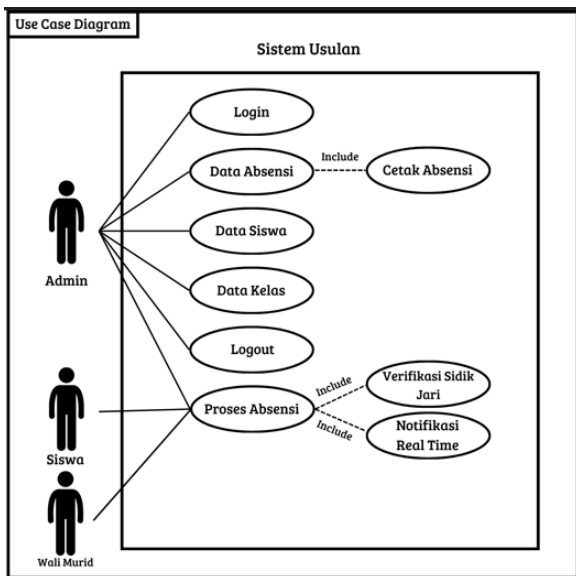 Use Case Diagram
Sistem Usulan
Login
Data Absensi
Include
Cetak Absensi
Data Siswa
Admin
Data Kelas
Logout
Proses Absensi
Include
Verifikasi Sidik
Jari
Include
Notifikasi
Real Time
Siswa
Wali Murid